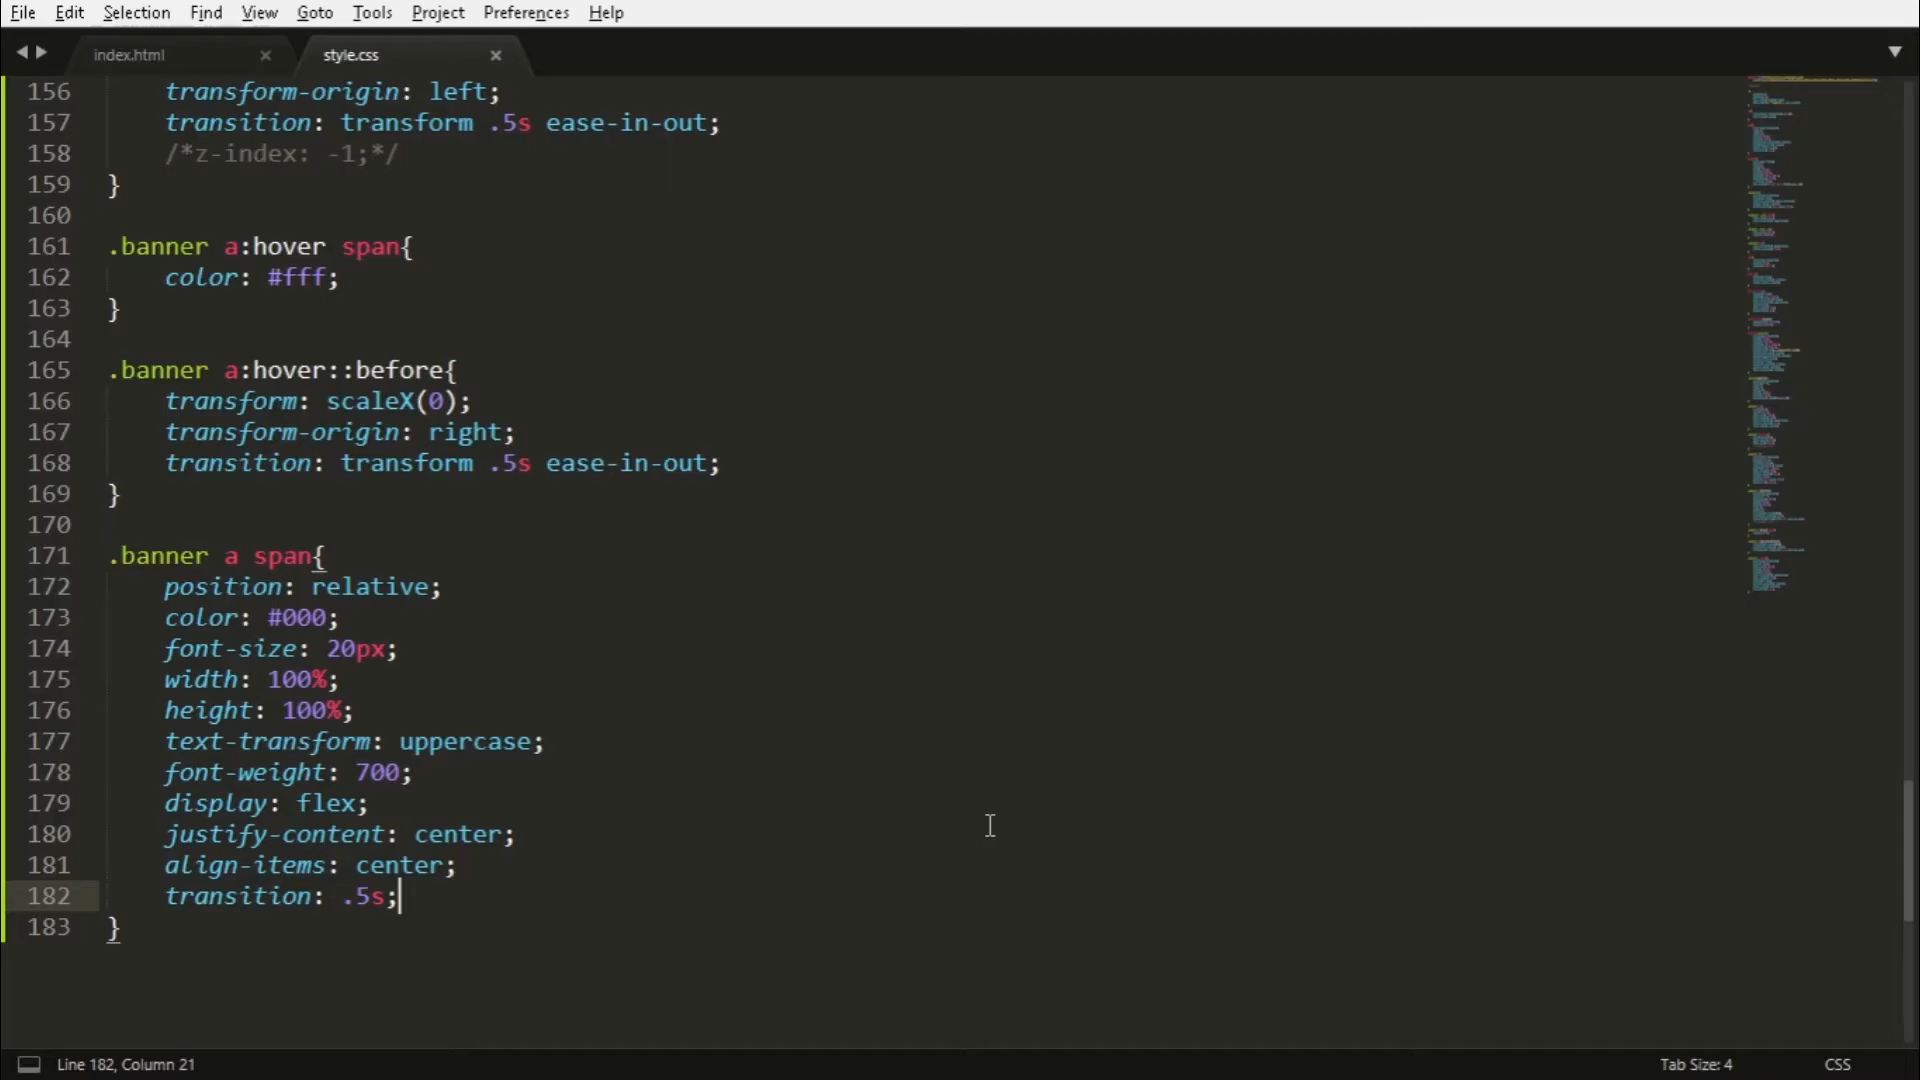 File Edit Selection Find View Goto Tools Project Preferences Help
index.html style.css
156 transform-origin: left;
157 transition: transform .5s ease-in-out;
158 /*z-index: -1;*/
159 }
160
161 .banner a:hover span{
162 color: #fff;
163 }
164
165 .banner a:hover::before{
166 transform: scaleX(0);
167 transform-origin: right;
168 transition: transform .5s ease-in-out;
169 }
170
171 .banner a span{
172 position: relative;
173 color: #000;
174 font-size: 20px;
175 width: 100%;
176 height: 100%;
177 text-transform: uppercase;
178 font-weight: 700;
179 display: flex;
180 justify-content: center;
181 align-items: center;
182 transition: .5s;
183 }
Line 182, Column 21 Tab Size: 4 CSS